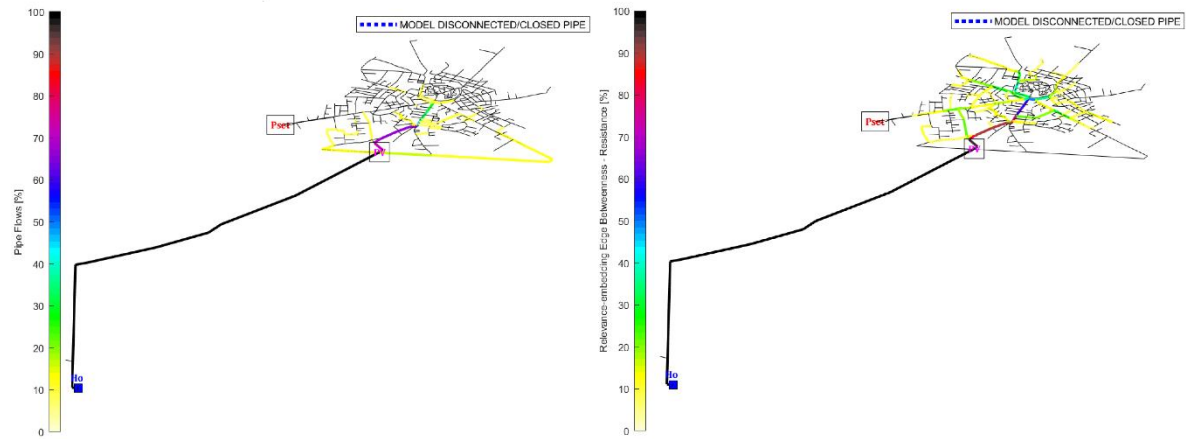 100
90
80
70
60
50
40
30
20
10
0
Pipe Flows [%]
MODEL DISCONNECTED/CLOSED PIPE
Pset
Ho
100
90
80
70
60
50
40
30
20
10
0
Relevance-embedding Edge Betweenness - Resistance [%]
MODEL DISCONNECTED/CLOSED PIPE
Pset
Ho